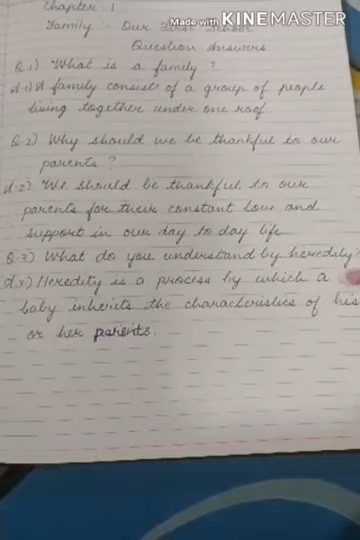 Chapter 1
Made with KINEMASTER
Family - Our First School
Question Answers
Q.1) What is a family ?
A.1) A family consist of a group of people
living together under one roof
Q.2) Why should we be thankful to our
parents ?
A.2) We should be thankful to our
parents for their constant love and
support in our day to day life
Q.3) What do you understand by heredity?
A.3) Heredity is a process by which a
baby inherits the characteristics of his
or her parents.